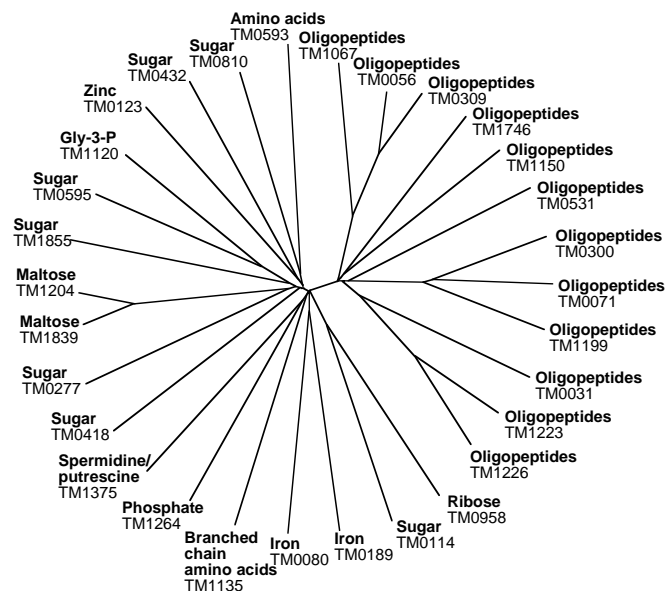 Amino acids
TM0593
Oligopeptides
TM1067
Oligopeptides
TM0056
Oligopeptides
TM0309
Oligopeptides
TM1746
Oligopeptides
TM1150
Oligopeptides
TM0531
Oligopeptides
TM0300
Oligopeptides
TM0071
Oligopeptides
TM1199
Oligopeptides
TM0031
Oligopeptides
TM1223
Oligopeptides
TM1226
Ribose
TM0958
Sugar
TM0114
Iron
TM0189
Iron
TM0080
Branched
chain
amino acids
TM1135
Phosphate
TM1264
Spermidine/
putrescine
TM1375
Sugar
TM0418
Sugar
TM0277
Maltose
TM1839
Maltose
TM1204
Sugar
TM1855
Sugar
TM0595
Gly-3-P
TM1120
Zinc
TM0123
Sugar
TM0432
Sugar
TM0810